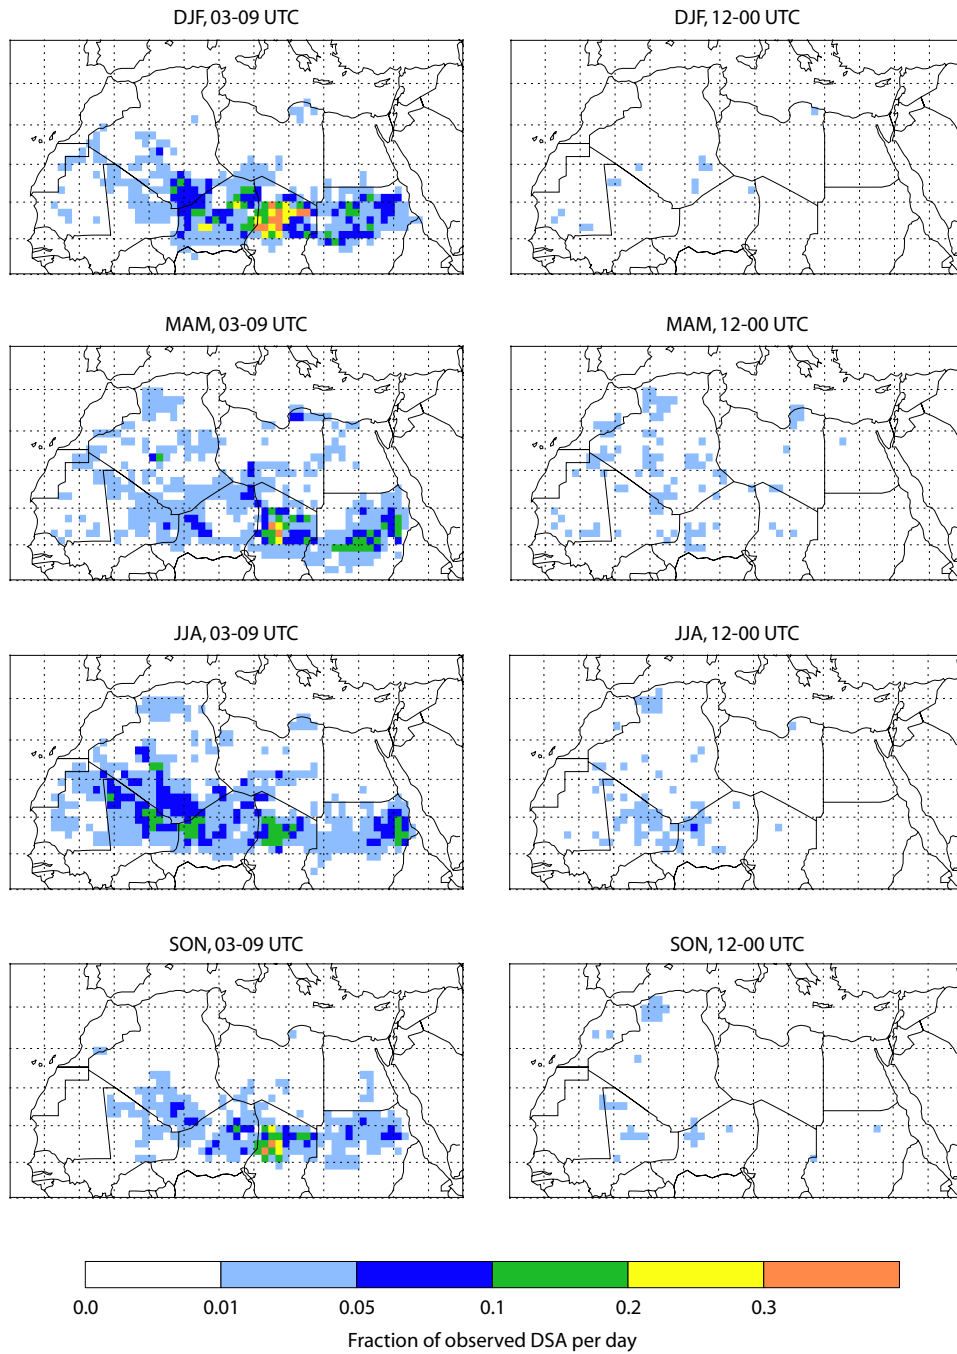 DJF, 03-09 UTC
DJF, 12-00 UTC
MAM, 03-09 UTC
MAM, 12-00 UTC
JJA, 03-09 UTC
JJA, 12-00 UTC
SON, 03-09 UTC
SON, 12-00 UTC
0.0 0.01 0.05 0.1 0.2 0.3
Fraction of observed DSA per day